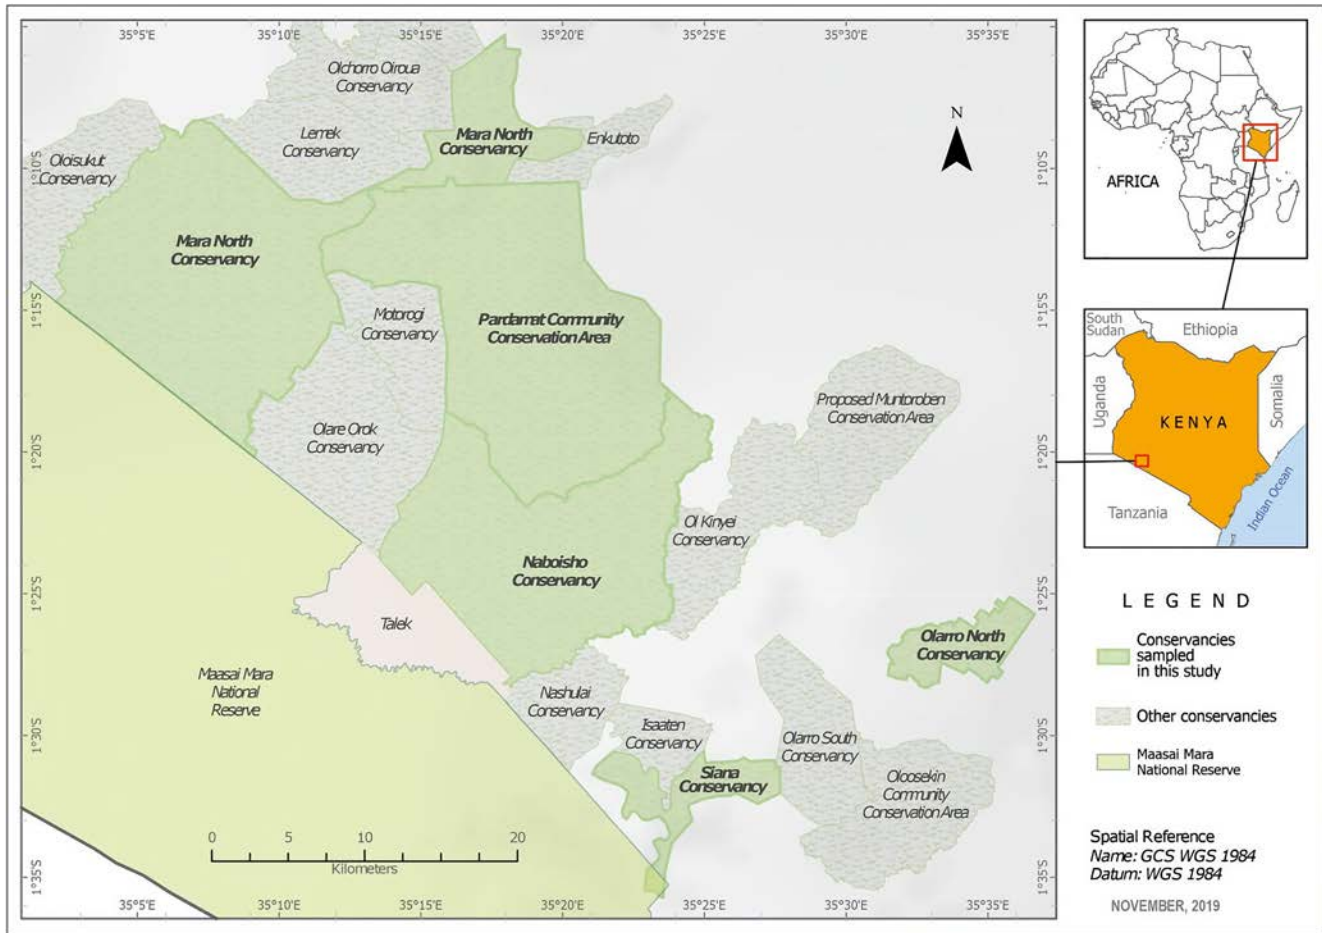 35°5'E
35°10'E
35°15'E
35°20'E
35°25'E
35°30'E
35°35'E
1°10'S
1°15'S
1°20'S
1°25'S
1°30'S
1°35'S
Olchorro Oiroua
Conservancy
Lemek
Conservancy
Mara North
Conservancy
Enkutoto
Oloisukut
Conservancy
Mara North
Conservancy
Motorogi
Conservancy
Pardamat Community
Conservation Area
Olare Orok
Conservancy
Proposed Muntoroben
Conservation Area
Ol Kinyei
Conservancy
Naboisho
Conservancy
Talek
Olarro North
Conservancy
Maasai Mara
National
Reserve
Nashulai
Conservancy
Isaaten
Conservancy
Olarro South
Conservancy
Siana
Conservancy
Oloosekin
Community
Conservation Area
0 5 10 20
Kilometers
35°5'E
35°10'E
35°15'E
35°20'E
35°25'E
35°30'E
35°35'E
1°10'S
1°15'S
1°20'S
1°25'S
1°30'S
1°35'S
N
AFRICA
South
Sudan
Ethiopia
Uganda
KENYA
Somalia
Tanzania
Indian Ocean
LEGEND
Conservancies
sampled
in this study
Other conservancies
Maasai Mara
National Reserve
Spatial Reference
Name: GCS WGS 1984
Datum: WGS 1984
NOVEMBER, 2019